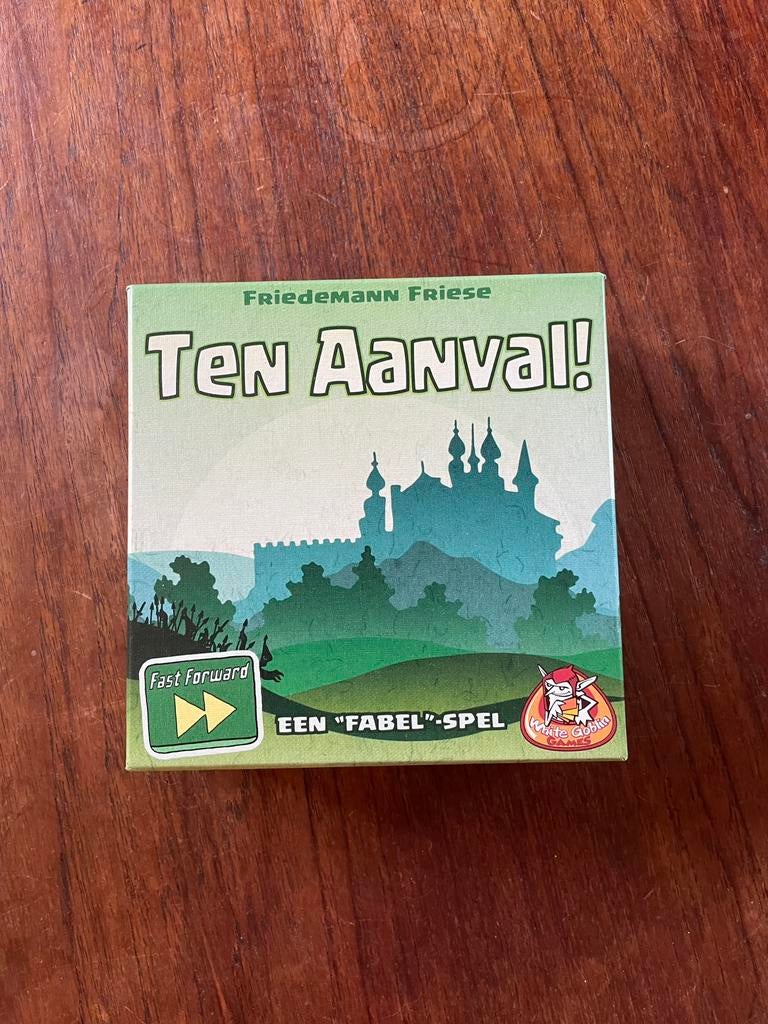 Friedemann Friese
Ten Aanval!
Fast Forward
EEN "FABEL"-SPEL
White Goblin
GAMES